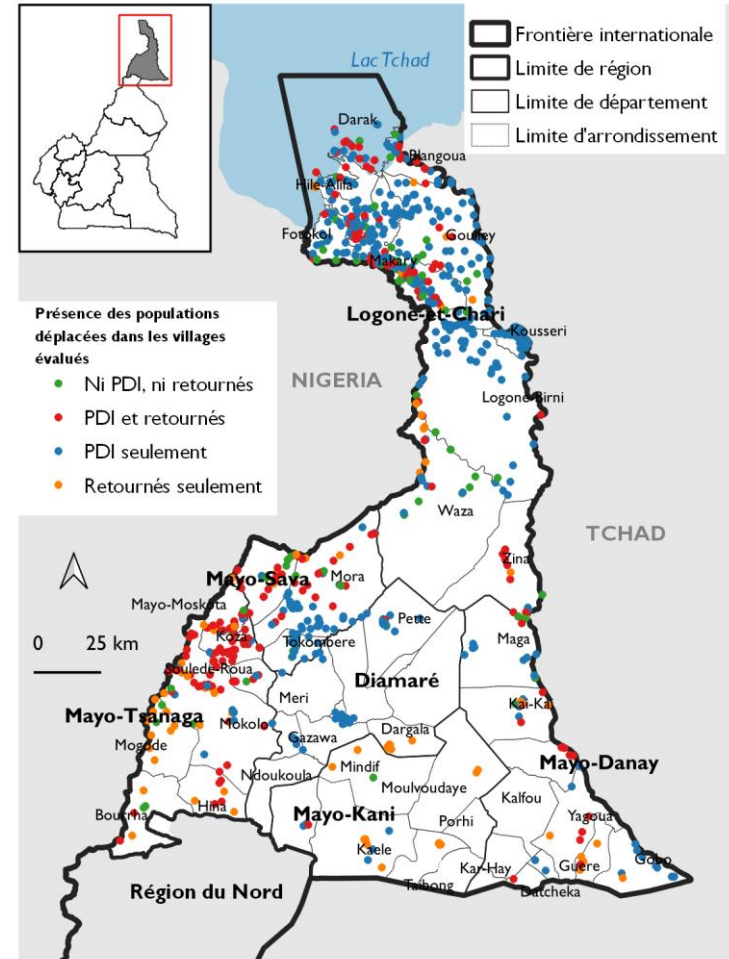 Frontière internationale
Limite de région
Limite de département
Limite d'arrondissement
Lac Tchad
Darak
Blangoua
Hile-Alifa
Fotokol
Goulfey
Makary
Logone-et-Chari
Kousseri
Présence des populations
déplacées dans les villages
évalués
Ni PDI, ni retournés
PDI et retournés
PDI seulement
Retournés seulement
NIGERIA
Logone-Birni
Waza
TCHAD
Zina
Mayo-Sava
Mora
Mayo-Moskota
Pette
Koza
Tokombere
Maga
0 25 km
Soulede-Roua
Meri
Diamaré
Kai-Kai
Mayo-Tsanaga
Mokolo
Mogode
Gazawa
Dargala
Mindif
Mayo-Danay
Ndoukoula
Moulvoudaye
Kalfou
Bourrha
Hina
Mayo-Kani
Porhi
Yagoua
Kaele
Kar-Hay
Guere
Gobo
Taibong
Datcheka
Région du Nord